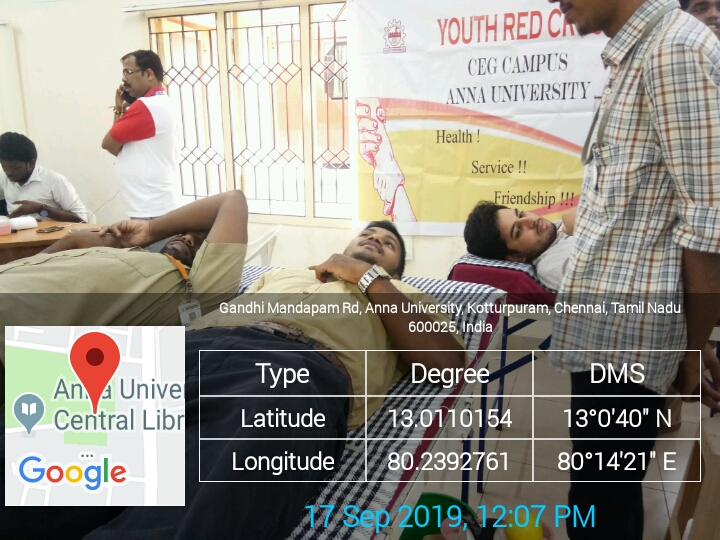 YOUTH RED CRO
CEG CAMPUS
ANNA UNIVERSITY
Health !
Service !!
Friendship !!!
Gandhi Mandapam Rd, Anna University, Kotturpuram, Chennai, Tamil Nadu
600025, India
Anna Univer
Central Libr
Google
Type Degree DMS
Latitude 13.0110154 13°0'40" N
Longitude 80.2392761 80°14'21" E
17 Sep 2019, 12:07 PM